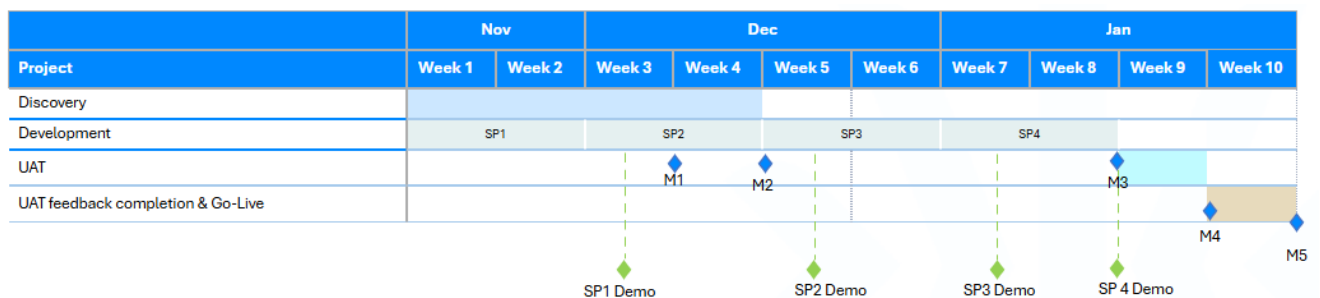 Nov Dec Jan
Project Week 1 Week 2 Week 3 Week 4 Week 5 Week 6 Week 7 Week 8 Week 9 Week 10
Discovery
Development SP1 SP2 SP3 SP4
UAT
M1 M2 M3
UAT feedback completion & Go-Live
M4
M5
SP1 Demo SP2 Demo SP3 Demo SP 4 Demo